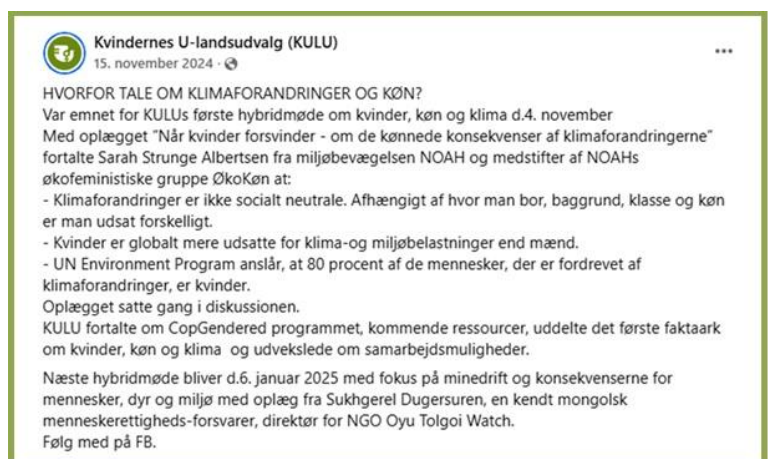 Kvindernes U-landsudvalg (KULU)
15. november 2024 ·
HVORFOR TALE OM KLIMAFORANDRINGER OG KØN?
Var emnet for KULUs første hybridmøde om kvinder, køn og klima d.4. november
Med oplægget "Når kvinder forsvinder - om de kønnede konsekvenser af klimaforandringerne"
fortalte Sarah Strunge Albertsen fra miljøbevægelsen NOAH og medstifter af NOAHs
økofeministiske gruppe ØkoKøn at:
- Klimaforandringer er ikke socialt neutrale. Afhængigt af hvor man bor, baggrund, klasse og køn
er man udsat forskelligt.
- Kvinder er globalt mere udsatte for klima-og miljøbelastninger end mænd.
- UN Environment Program anslår, at 80 procent af de mennesker, der er fordrevet af
klimaforandringer, er kvinder.
Oplægget satte gang i diskussionen.
KULU fortalte om CopGendered programmet, kommende ressourcer, uddelte det første faktaark
om kvinder, køn og klima og udvekslede om samarbejdsmuligheder.
Næste hybridmøde bliver d.6. januar 2025 med fokus på minedrift og konsekvenserne for
mennesker, dyr og miljø med oplæg fra Sukhgerel Dugersuren, en kendt mongolsk
menneskerettigheds-forsvarer, direktør for NGO Oyu Tolgoi Watch.
Følg med på FB.